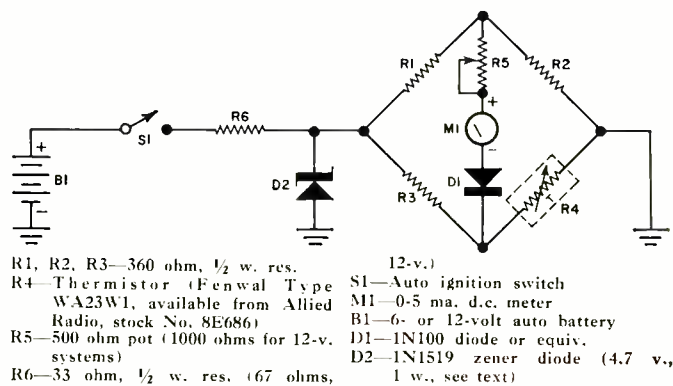 R1
R5
R2
+
M1
-
S1
R6
+
B1
-
D2
R3
D1
R4
R1, R2, R3—360 ohm, ½ w. res.
R4—Thermistor (Fenwal Type
WA23W1, available from Allied
Radio, stock No. 8E686)
R5—500 ohm pot (1000 ohms for 12-v.
systems)
R6—33 ohm, ½ w. res. (67 ohms,
12-v.)
S1—Auto ignition switch
M1—0-5 ma. d.c. meter
B1—6- or 12-volt auto battery
D1—1N100 diode or equiv.
D2—1N1519 zener diode (4.7 v.,
1 w., see text)